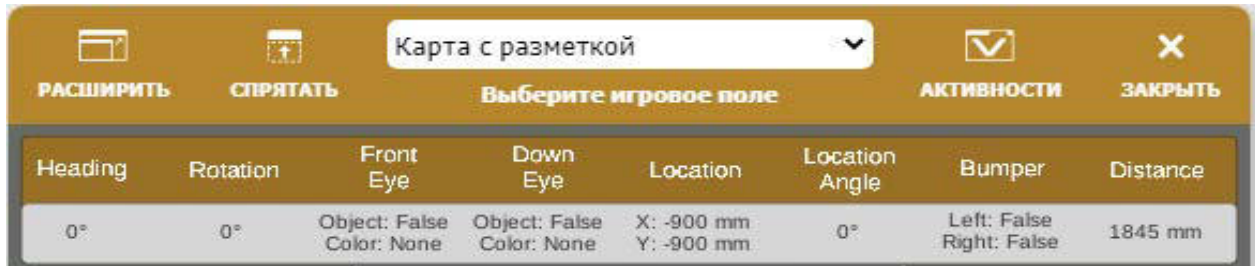 Карта с разметкой
РАСШИРИТЬ СПРЯТАТЬ Выберите игровое поле АКТИВНОСТИ ЗАКРЫТЬ
Heading Rotation Front Eye Down Eye Location Location Angle Bumper Distance
0° 0° Object: False Object: False X: -900 mm 0° Left: False 1845 mm
Color: None Color: None Y: -900 mm Right: False